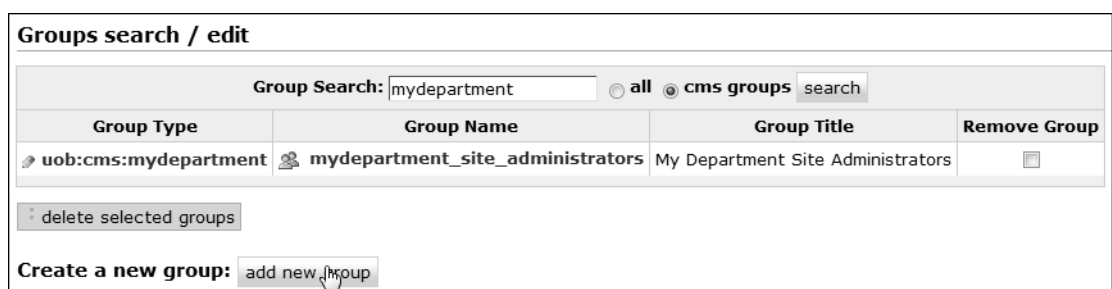 Groups search / edit
Group Search: mydepartment all cms groups search
Group Type Group Name Group Title Remove Group
uob:cms:mydepartment mydepartment_site_administrators My Department Site Administrators
delete selected groups
Create a new group: add new group